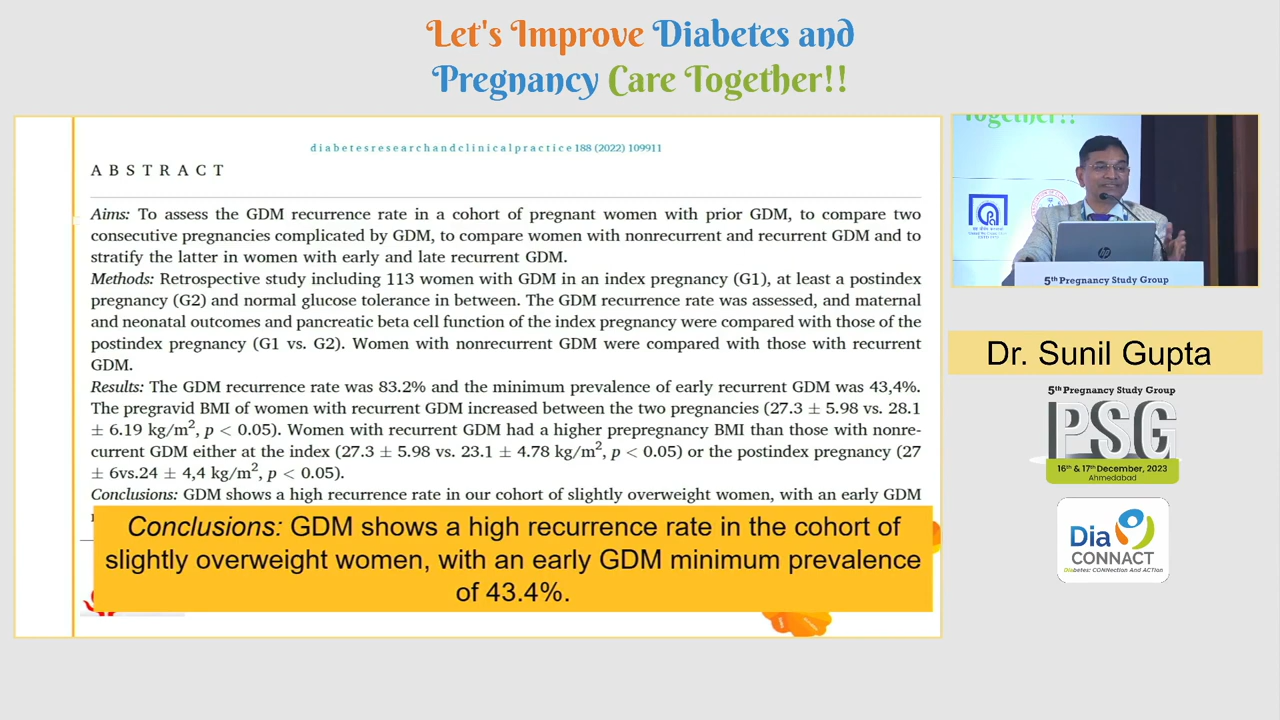 Let's Improve Diabetes and
Pregnancy Care Together!!
diabetesresearchandclinicalpractice 188 (2022) 109911
ABSTRACT
Aims: To assess the GDM recurrence rate in a cohort of pregnant women with prior GDM, to compare two
consecutive pregnancies complicated by GDM, to compare women with nonrecurrent and recurrent GDM and to
stratify the latter in women with early and late recurrent GDM.
Methods: Retrospective study including 113 women with GDM in an index pregnancy (G1), at least a postindex
pregnancy (G2) and normal glucose tolerance in between. The GDM recurrence rate was assessed, and maternal
and neonatal outcomes and pancreatic beta cell function of the index pregnancy were compared with those of the
postindex pregnancy (G1 vs. G2). Women with nonrecurrent GDM were compared with those with recurrent
GDM.
Results: The GDM recurrence rate was 83.2% and the minimum prevalence of early recurrent GDM was 43,4%.
The pregravid BMI of women with recurrent GDM increased between the two pregnancies (27.3 ± 5.98 vs. 28.1
± 6.19 kg/m², p < 0.05). Women with recurrent GDM had a higher prepregnancy BMI than those with nonre-
current GDM either at the index (27.3 ± 5.98 vs. 23.1 ± 4.78 kg/m², p < 0.05) or the postindex pregnancy (27
± 6vs.24 ± 4,4 kg/m², p < 0.05).
Conclusions: GDM shows a high recurrence rate in our cohort of slightly overweight women, with an early GDM
Conclusions: GDM shows a high recurrence rate in the cohort of
slightly overweight women, with an early GDM minimum prevalence
of 43.4%.
Together!!
hp
5th Pregnancy Study Group
Dr. Sunil Gupta
5th Pregnancy Study Group
PSG
16th & 17th December, 2023
Ahmedabad
Dia
CONNACT
Diabetes: CONNection And ACTion